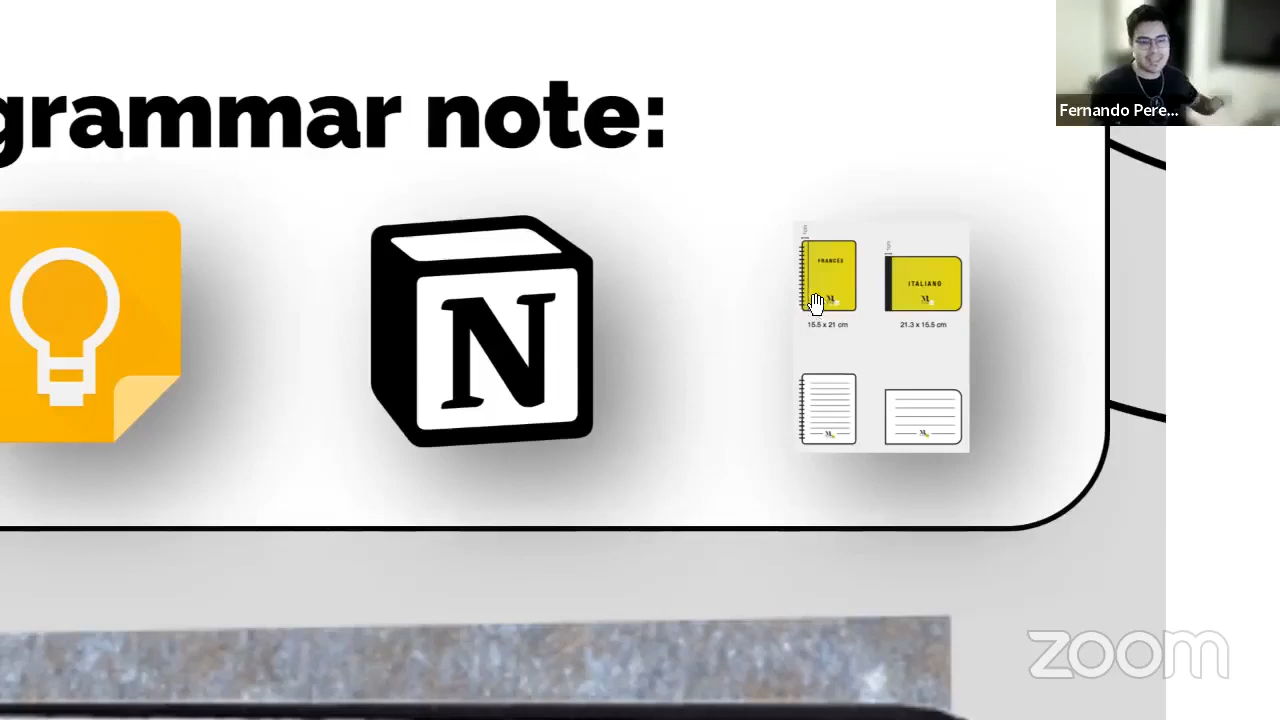 Fernando Pere...
grammar note:
N
FRANCÉS
ITALIANO
M
M
15.5 x 21 cm
21.3 x 15.5 cm
M
M
zoom